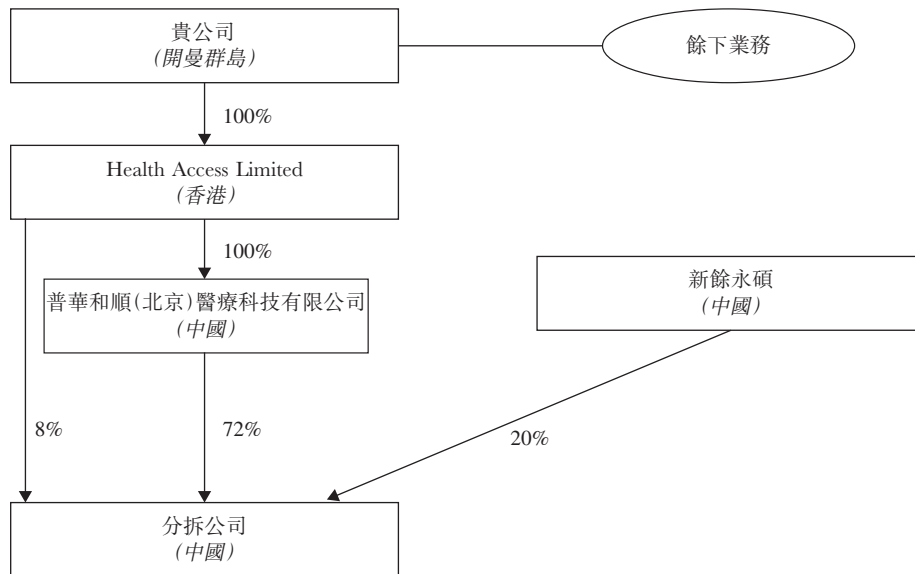 貴公司
(開曼群島)
餘下業務
100%
Health Access Limited
(香港)
100%
普華和順(北京)醫療科技有限公司
(中國)
新餘永碩
(中國)
8%
72%
20%
分拆公司
(中國)